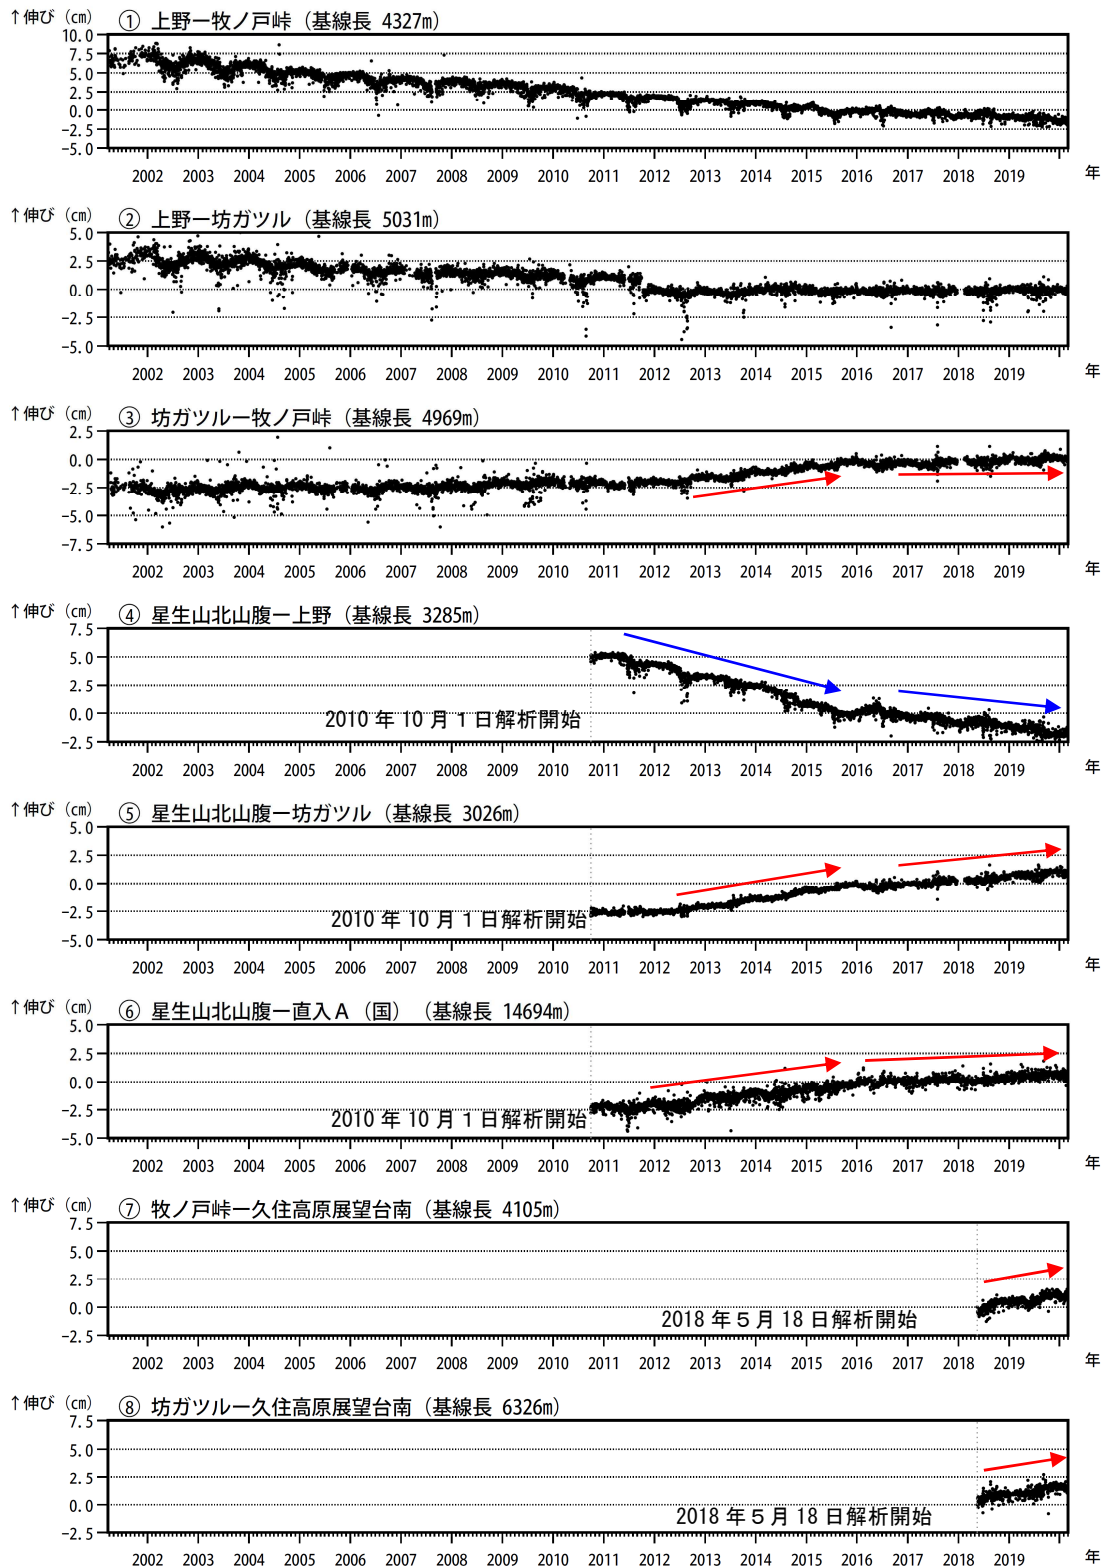 ↑伸び（㎝） ① 上野ー牧ノ戸峠（基線長 4327m）
10.0
7.5
5.0
2.5
0.0
−2.5
−5.0
2002 2003 2004 2005 2006 2007 2008 2009 2010 2011 2012 2013 2014 2015 2016 2017 2018 2019 年
↑伸び（㎝） ② 上野ー坊ガツル（基線長 5031m）
5.0
2.5
0.0
−2.5
−5.0
2002 2003 2004 2005 2006 2007 2008 2009 2010 2011 2012 2013 2014 2015 2016 2017 2018 2019 年
↑伸び（㎝） ③ 坊ガツルー牧ノ戸峠（基線長 4969m）
2.5
0.0
−2.5
−5.0
−7.5
2002 2003 2004 2005 2006 2007 2008 2009 2010 2011 2012 2013 2014 2015 2016 2017 2018 2019 年
↑伸び（㎝） ④ 星生山北山腹ー上野（基線長 3285m）
7.5
5.0
2.5
0.0
2010 年 10 月 1 日解析開始
−2.5
2002 2003 2004 2005 2006 2007 2008 2009 2010 2011 2012 2013 2014 2015 2016 2017 2018 2019 年
↑伸び（㎝） ⑤ 星生山北山腹ー坊ガツル（基線長 3026m）
5.0
2.5
0.0
−2.5
2010 年 10 月 1 日解析開始
−5.0
2002 2003 2004 2005 2006 2007 2008 2009 2010 2011 2012 2013 2014 2015 2016 2017 2018 2019 年
↑伸び（㎝） ⑥ 星生山北山腹ー直入Ａ（国）（基線長 14694m）
5.0
2.5
0.0
−2.5
2010 年 10 月 1 日解析開始
−5.0
2002 2003 2004 2005 2006 2007 2008 2009 2010 2011 2012 2013 2014 2015 2016 2017 2018 2019 年
↑伸び（㎝） ⑦ 牧ノ戸峠ー久住高原展望台南（基線長 4105m）
7.5
5.0
2.5
0.0
2018 年 5 月 18 日解析開始
−2.5
2002 2003 2004 2005 2006 2007 2008 2009 2010 2011 2012 2013 2014 2015 2016 2017 2018 2019 年
↑伸び（㎝） ⑧ 坊ガツルー久住高原展望台南（基線長 6326m）
7.5
5.0
2.5
0.0
2018 年 5 月 18 日解析開始
−2.5
2002 2003 2004 2005 2006 2007 2008 2009 2010 2011 2012 2013 2014 2015 2016 2017 2018 2019 年